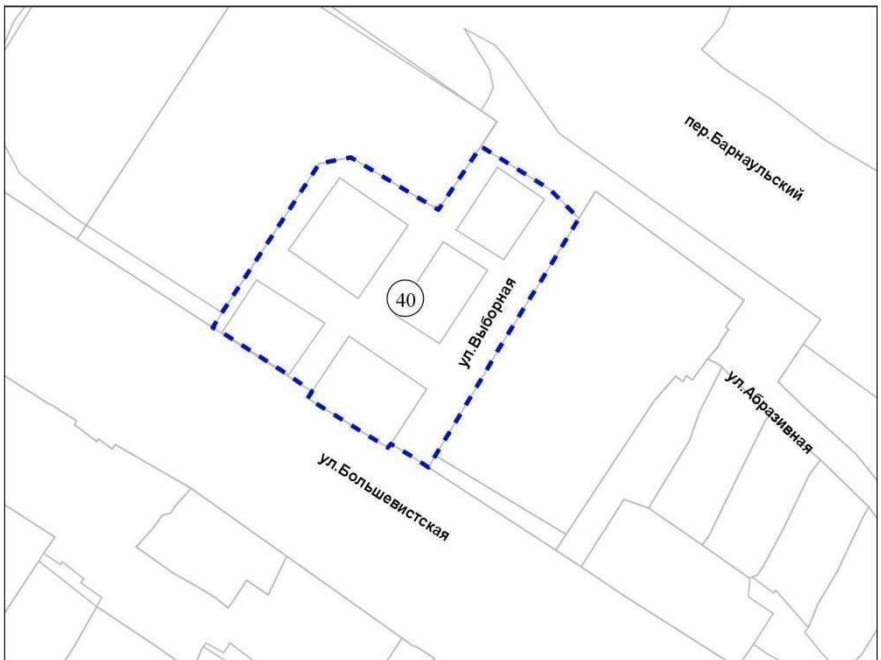 пер.Барнаульский
40
ул.Выборная
ул.Абразивная
ул.Большевистская